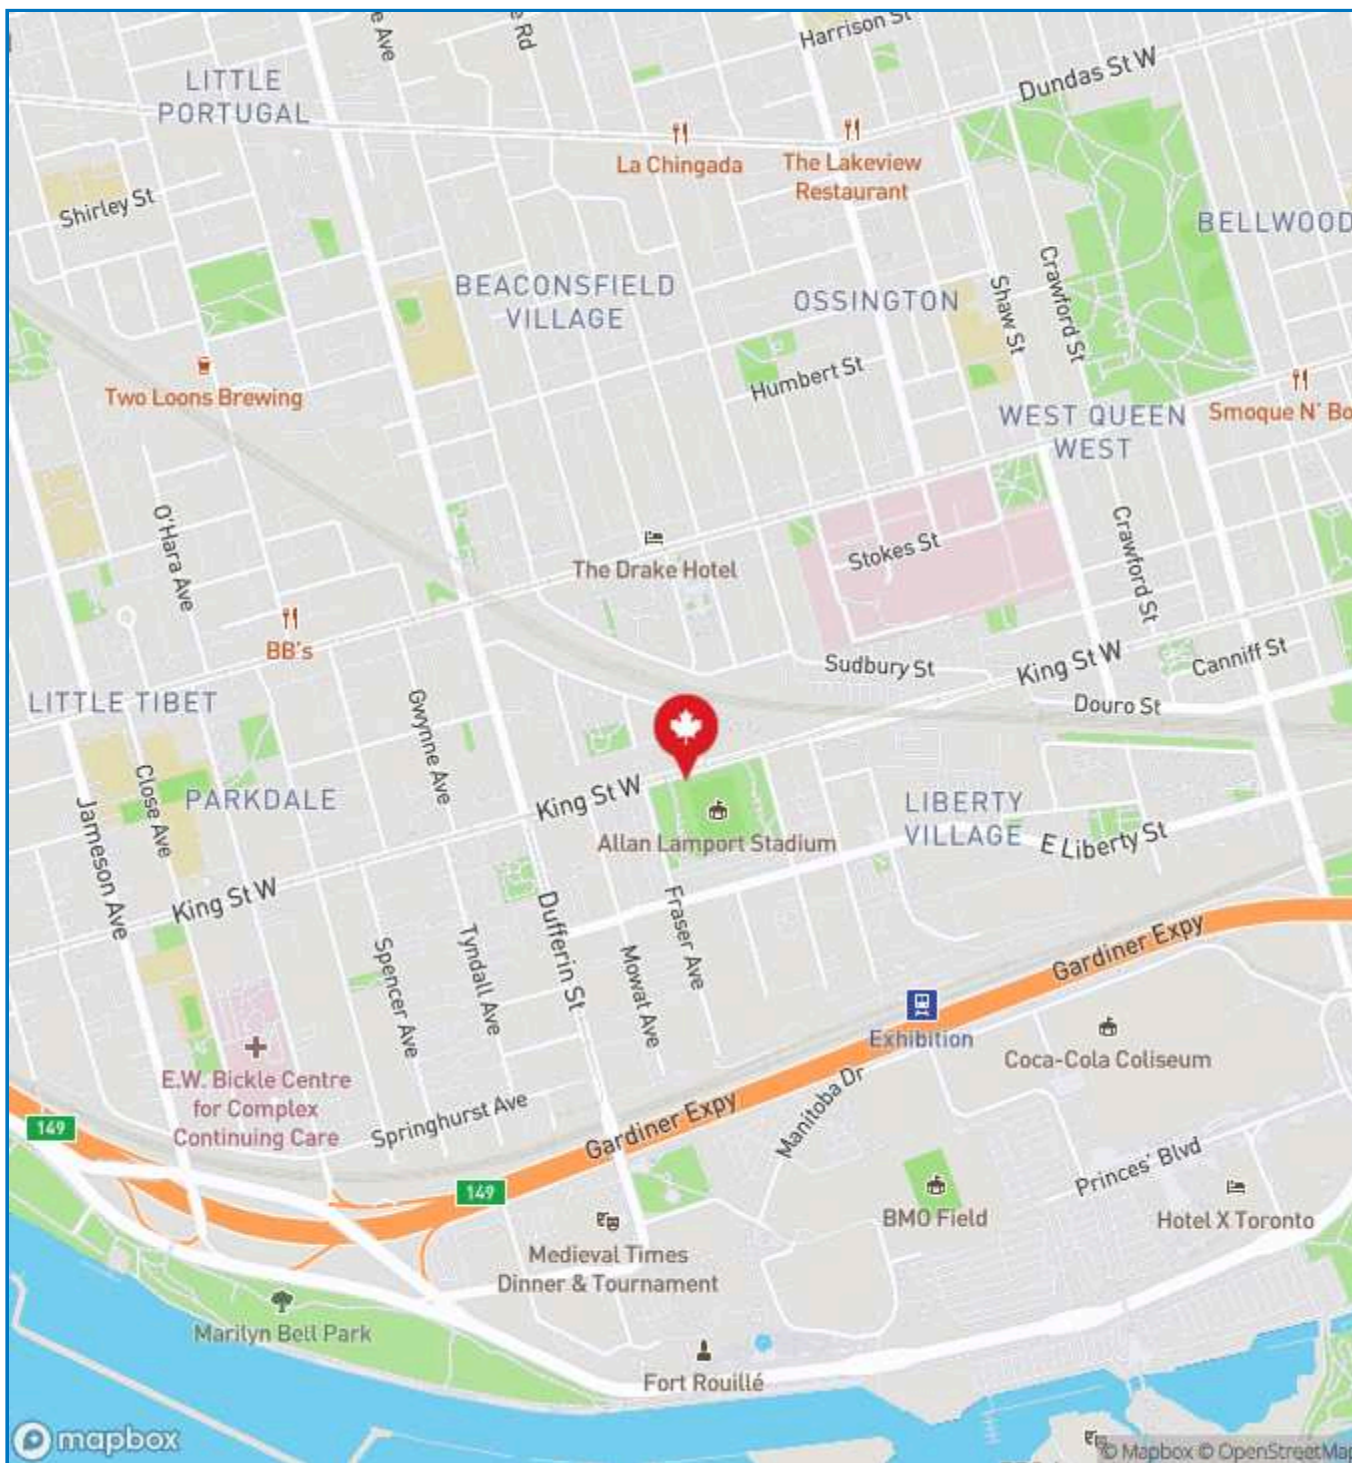 e Ave
e Rd
Harrison St
Dundas St W
LITTLE
PORTUGAL
La Chingada
The Lakeview
Restaurant
Shirley St
BELLWOOD
BEACONSFIELD
VILLAGE
OSSINGTON
Shaw St
Crawford St
Two Loons Brewing
Humbert St
WEST QUEEN
WEST
Smoque N' Bo
O'Hara Ave
The Drake Hotel
Stokes St
Crawford St
BB's
Sudbury St
King St W
Canniff St
LITTLE TIBET
Gwynne Ave
Douro St
Close Ave
PARKDALE
King St W
Jameson Ave
Allan Lamport Stadium
LIBERTY
VILLAGE
E Liberty St
King St W
Spencer Ave
Tyndall Ave
Dufferin St
Mowat Ave
Fraser Ave
Gardiner Expy
Exhibition
Coca-Cola Coliseum
E.W. Bickle Centre
for Complex
Continuing Care
149
Springhurst Ave
Gardiner Expy
Manitoba Dr
Princes' Blvd
149
BMO Field
Hotel X Toronto
Medieval Times
Dinner & Tournament
Marilyn Bell Park
Fort Rouillé
mapbox
© Mapbox © OpenStreetMap